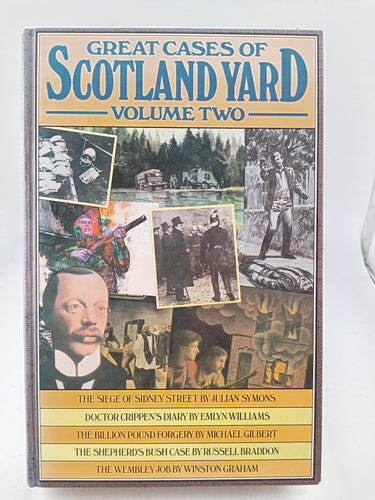 GREAT CASES OF
SCOTLAND YARD
VOLUME TWO
THE SIEGE OF SIDNEY STREET BY JULIAN SYMONS
DOCTOR CRIPPEN'S DIARY BY EMLYN WILLIAMS
THE BILLION POUND FORGERY BY MICHAEL GILBERT
THE SHEPHERD'S BUSH CASE BY RUSSELL BRADDON
THE WEMBLEY JOB BY WINSTON GRAHAM